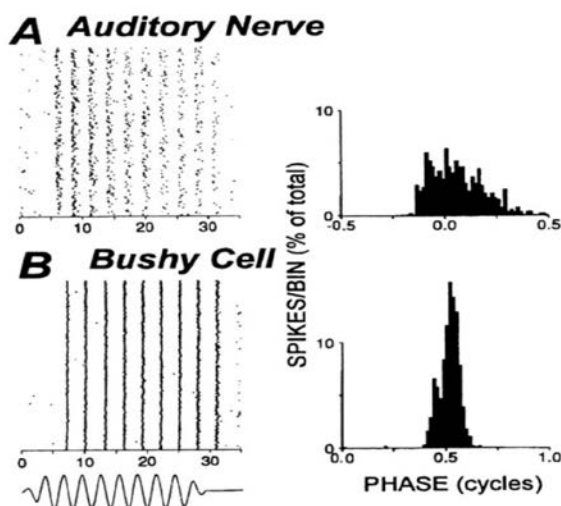 A Auditory Nerve
0 10 20 30
10
0
-0.5 0.0 0.5
SPIKES/BIN (% of total)
B Bushy Cell
0 10 20 30
10
0
0.0 0.5 1.0
PHASE (cycles)